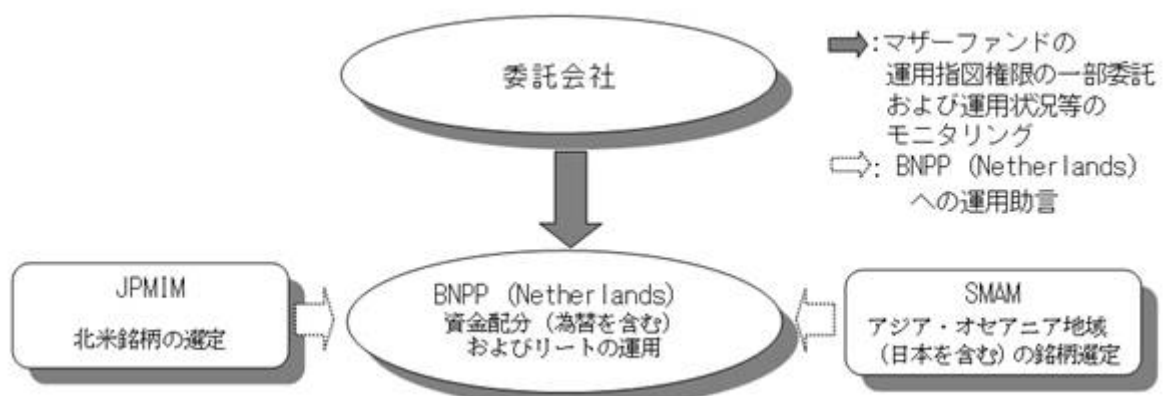 委託会社
:マザーファンドの
運用指図権限の一部委託
および運用状況等の
モニタリング
: BNPP (Netherlands)
への運用助言
JPMIM
北米銘柄の選定
BNPP (Netherlands)
資金配分(為替を含む)
およびリートの運用
SMAM
アジア・オセアニア地域
(日本を含む)の銘柄選定